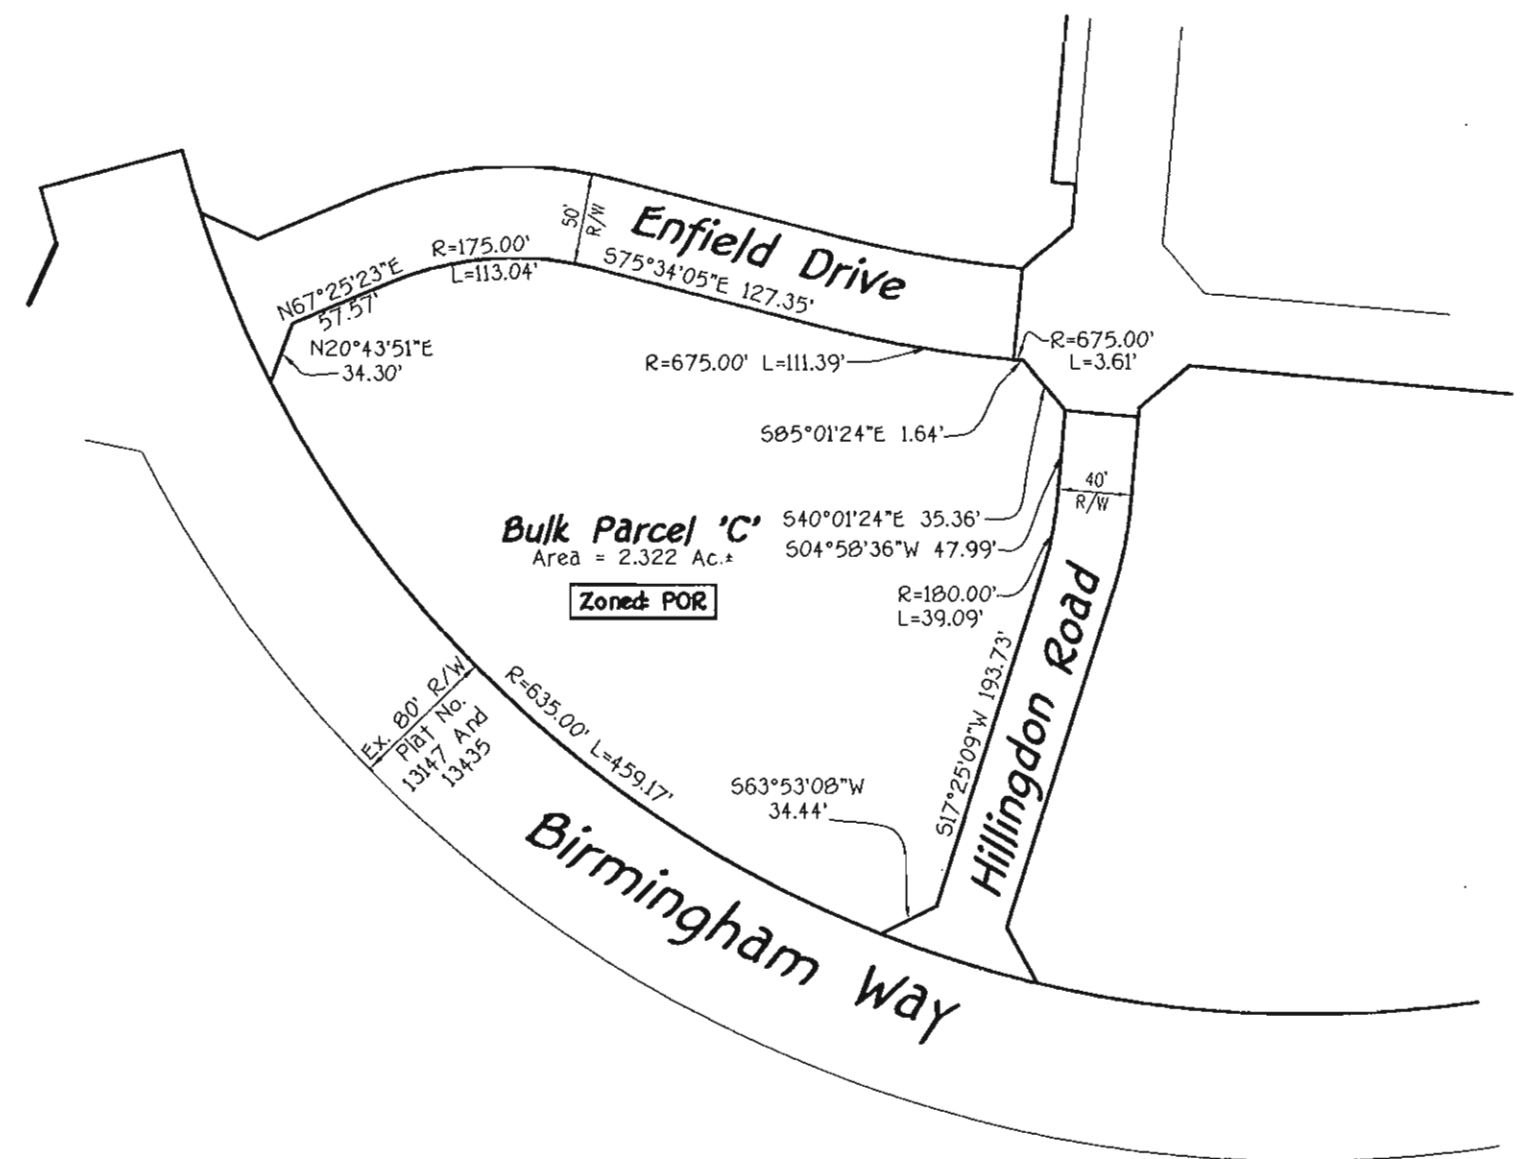 Enfield Drive
50'
R/W
R=175.00'
L=113.04'
S75°34'05"E 127.35'
N67°25'23"E
57.57'
N20°43'51"E
34.30'
R=675.00' L=111.39'
R=675.00'
L=3.61'
S85°01'24"E 1.64'
40'
R/W
Bulk Parcel 'C'
Area = 2.322 Ac.±
Zoned: POR
S40°01'24"E 35.36'
S04°58'36"W 47.99'
R=180.00'
L=39.09'
S17°25'09"W 193.73'
Hillingdon Road
Ex. 80' R/W
Plat No.
13147 And
13435
R=635.00' L=459.17'
S63°53'08"W
34.44'
Birmingham Way